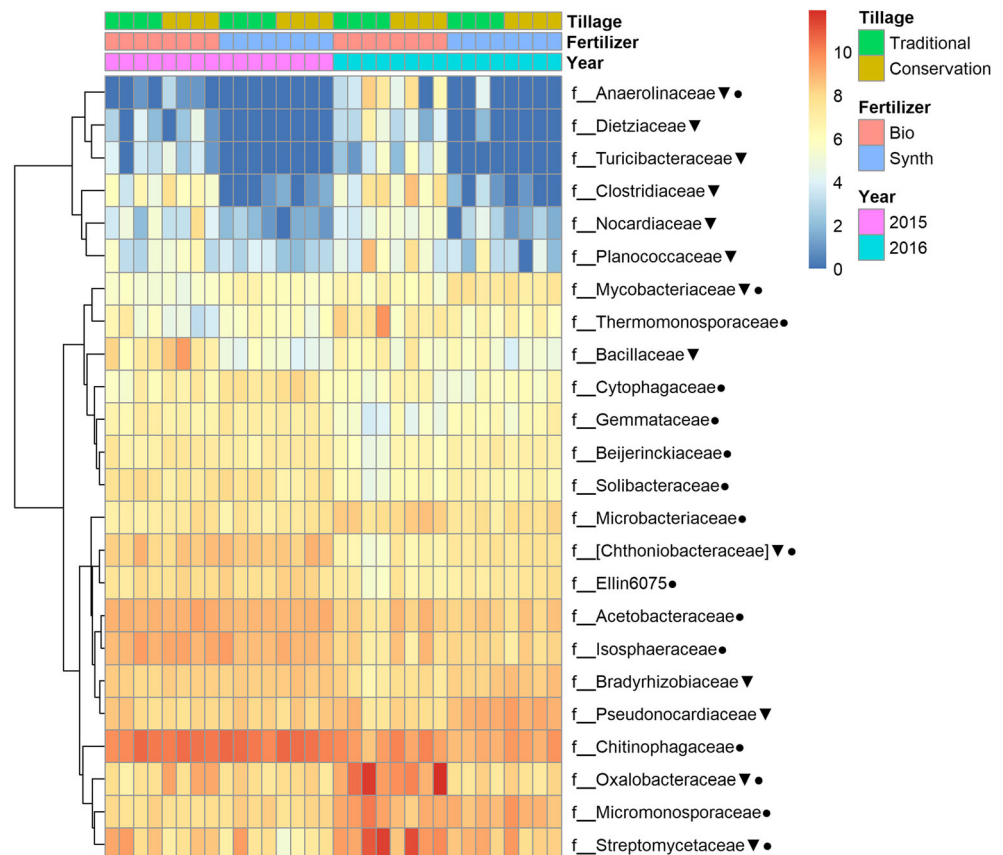 Tillage
Fertilizer
Year
f__Anaerolinaceae▼●
f__Dietziaceae▼
f__Turicibacteraceae▼
f__Clostridiaceae▼
f__Nocardiaceae▼
f__Planococcaceae▼
f__Mycobacteriaceae▼●
f__Thermomonosporaceae●
f__Bacillaceae▼
f__Cytophagaceae●
f__Gemmataceae●
f__Beijerinckiaceae●
f__Solibacteraceae●
f__Microbacteriaceae●
f__[Chthoniobacteraceae]▼●
f__Ellin6075●
f__Acetobacteraceae●
f__Isosphaeraceae●
f__Bradyrhizobiaceae▼
f__Pseudonocardiaceae▼
f__Chitinophagaceae●
f__Oxalobacteraceae▼●
f__Micromonosporaceae●
f__Streptomycetaceae▼●
10
8
6
4
2
0
Tillage
Traditional
Conservation
Fertilizer
Bio
Synth
Year
2015
2016